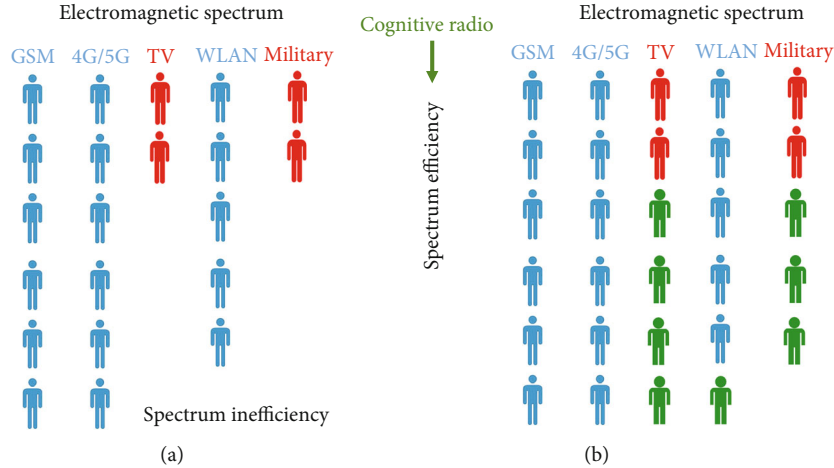 Electromagnetic spectrum
GSM 4G/5G TV WLAN Military
Spectrum inefficiency
(a)
Cognitive radio
Spectrum efficiency
Electromagnetic spectrum
GSM 4G/5G TV WLAN Military
(b)